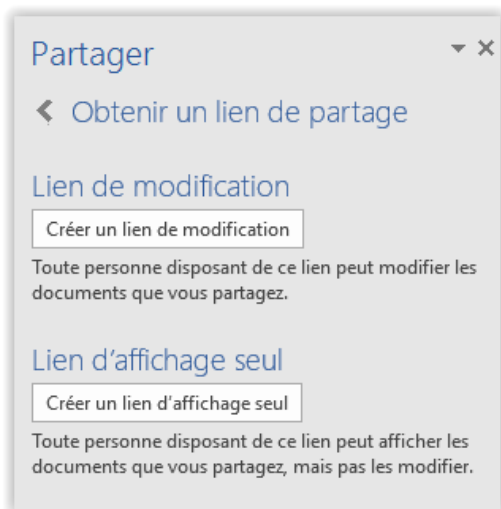 Partager
Obtenir un lien de partage
Lien de modification
Créer un lien de modification
Toute personne disposant de ce lien peut modifier les
documents que vous partagez.
Lien d'affichage seul
Créer un lien d'affichage seul
Toute personne disposant de ce lien peut afficher les
documents que vous partagez, mais pas les modifier.